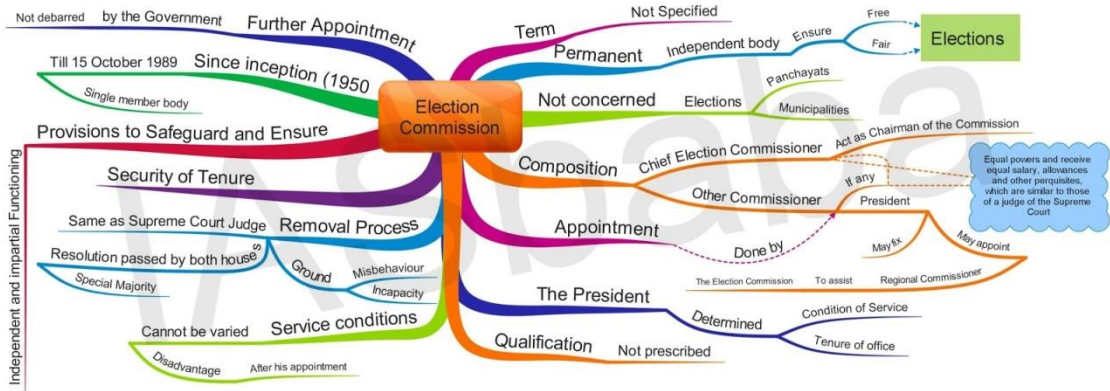 Election
Commission
Further Appointment
by the Government
Not debarred
Since inception (1950
Till 15 October 1989
Single member body
Provisions to Safeguard and Ensure
Independent and impartial Functioning
Security of Tenure
Removal Process
Same as Supreme Court Judge
Resolution passed by both houses
Special Majority
Ground
Misbehaviour
Incapacity
Service conditions
Cannot be varied
Disadvantage
After his appointment
Term
Not Specified
Permanent
Independent body
Ensure
Free
Fair
Elections
Not concerned
Elections
Panchayats
Municipalities
Composition
Chief Election Commissioner
Act as Chairman of the Commission
Other Commissioner
If any
President
Equal powers and receive
equal salary, allowances
and other perquisites,
which are similar to those
of a judge of the Supreme
Court
May fix
May appoint
Regional Commissioner
To assist
The Election Commission
Appointment
Done by
The President
Determined
Condition of Service
Tenure of office
Qualification
Not prescribed
IASbaba